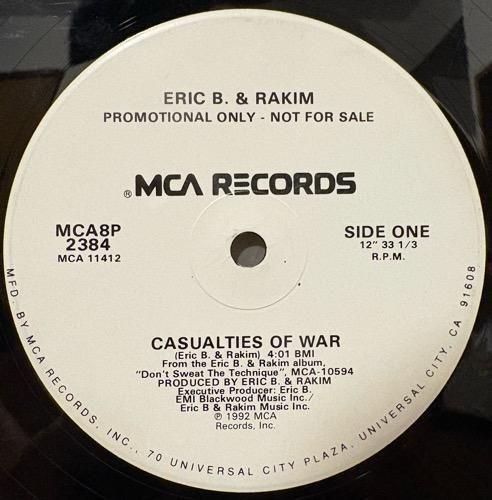 ERIC B. & RAKIM
PROMOTIONAL ONLY - NOT FOR SALE
® MCA RECORDS
MCA8P
2384
MCA 11412
SIDE ONE
12" 33 1/3
R.P.M.
CASUALTIES OF WAR
(Eric B. & Rakim) 4:01 BMI
From the Eric B. & Rakim album,
"Don't Sweat The Technique", MCA-10594
PRODUCED BY ERIC B. & RAKIM
Executive Producer: Eric B.
EMI Blackwood Music Inc./
Eric B & Rakim Music Inc.
℗ 1992 MCA
Records, Inc.
MFD. BY MCA RECORDS, INC., 70 UNIVERSAL CITY PLAZA, UNIVERSAL CITY, CA 91608